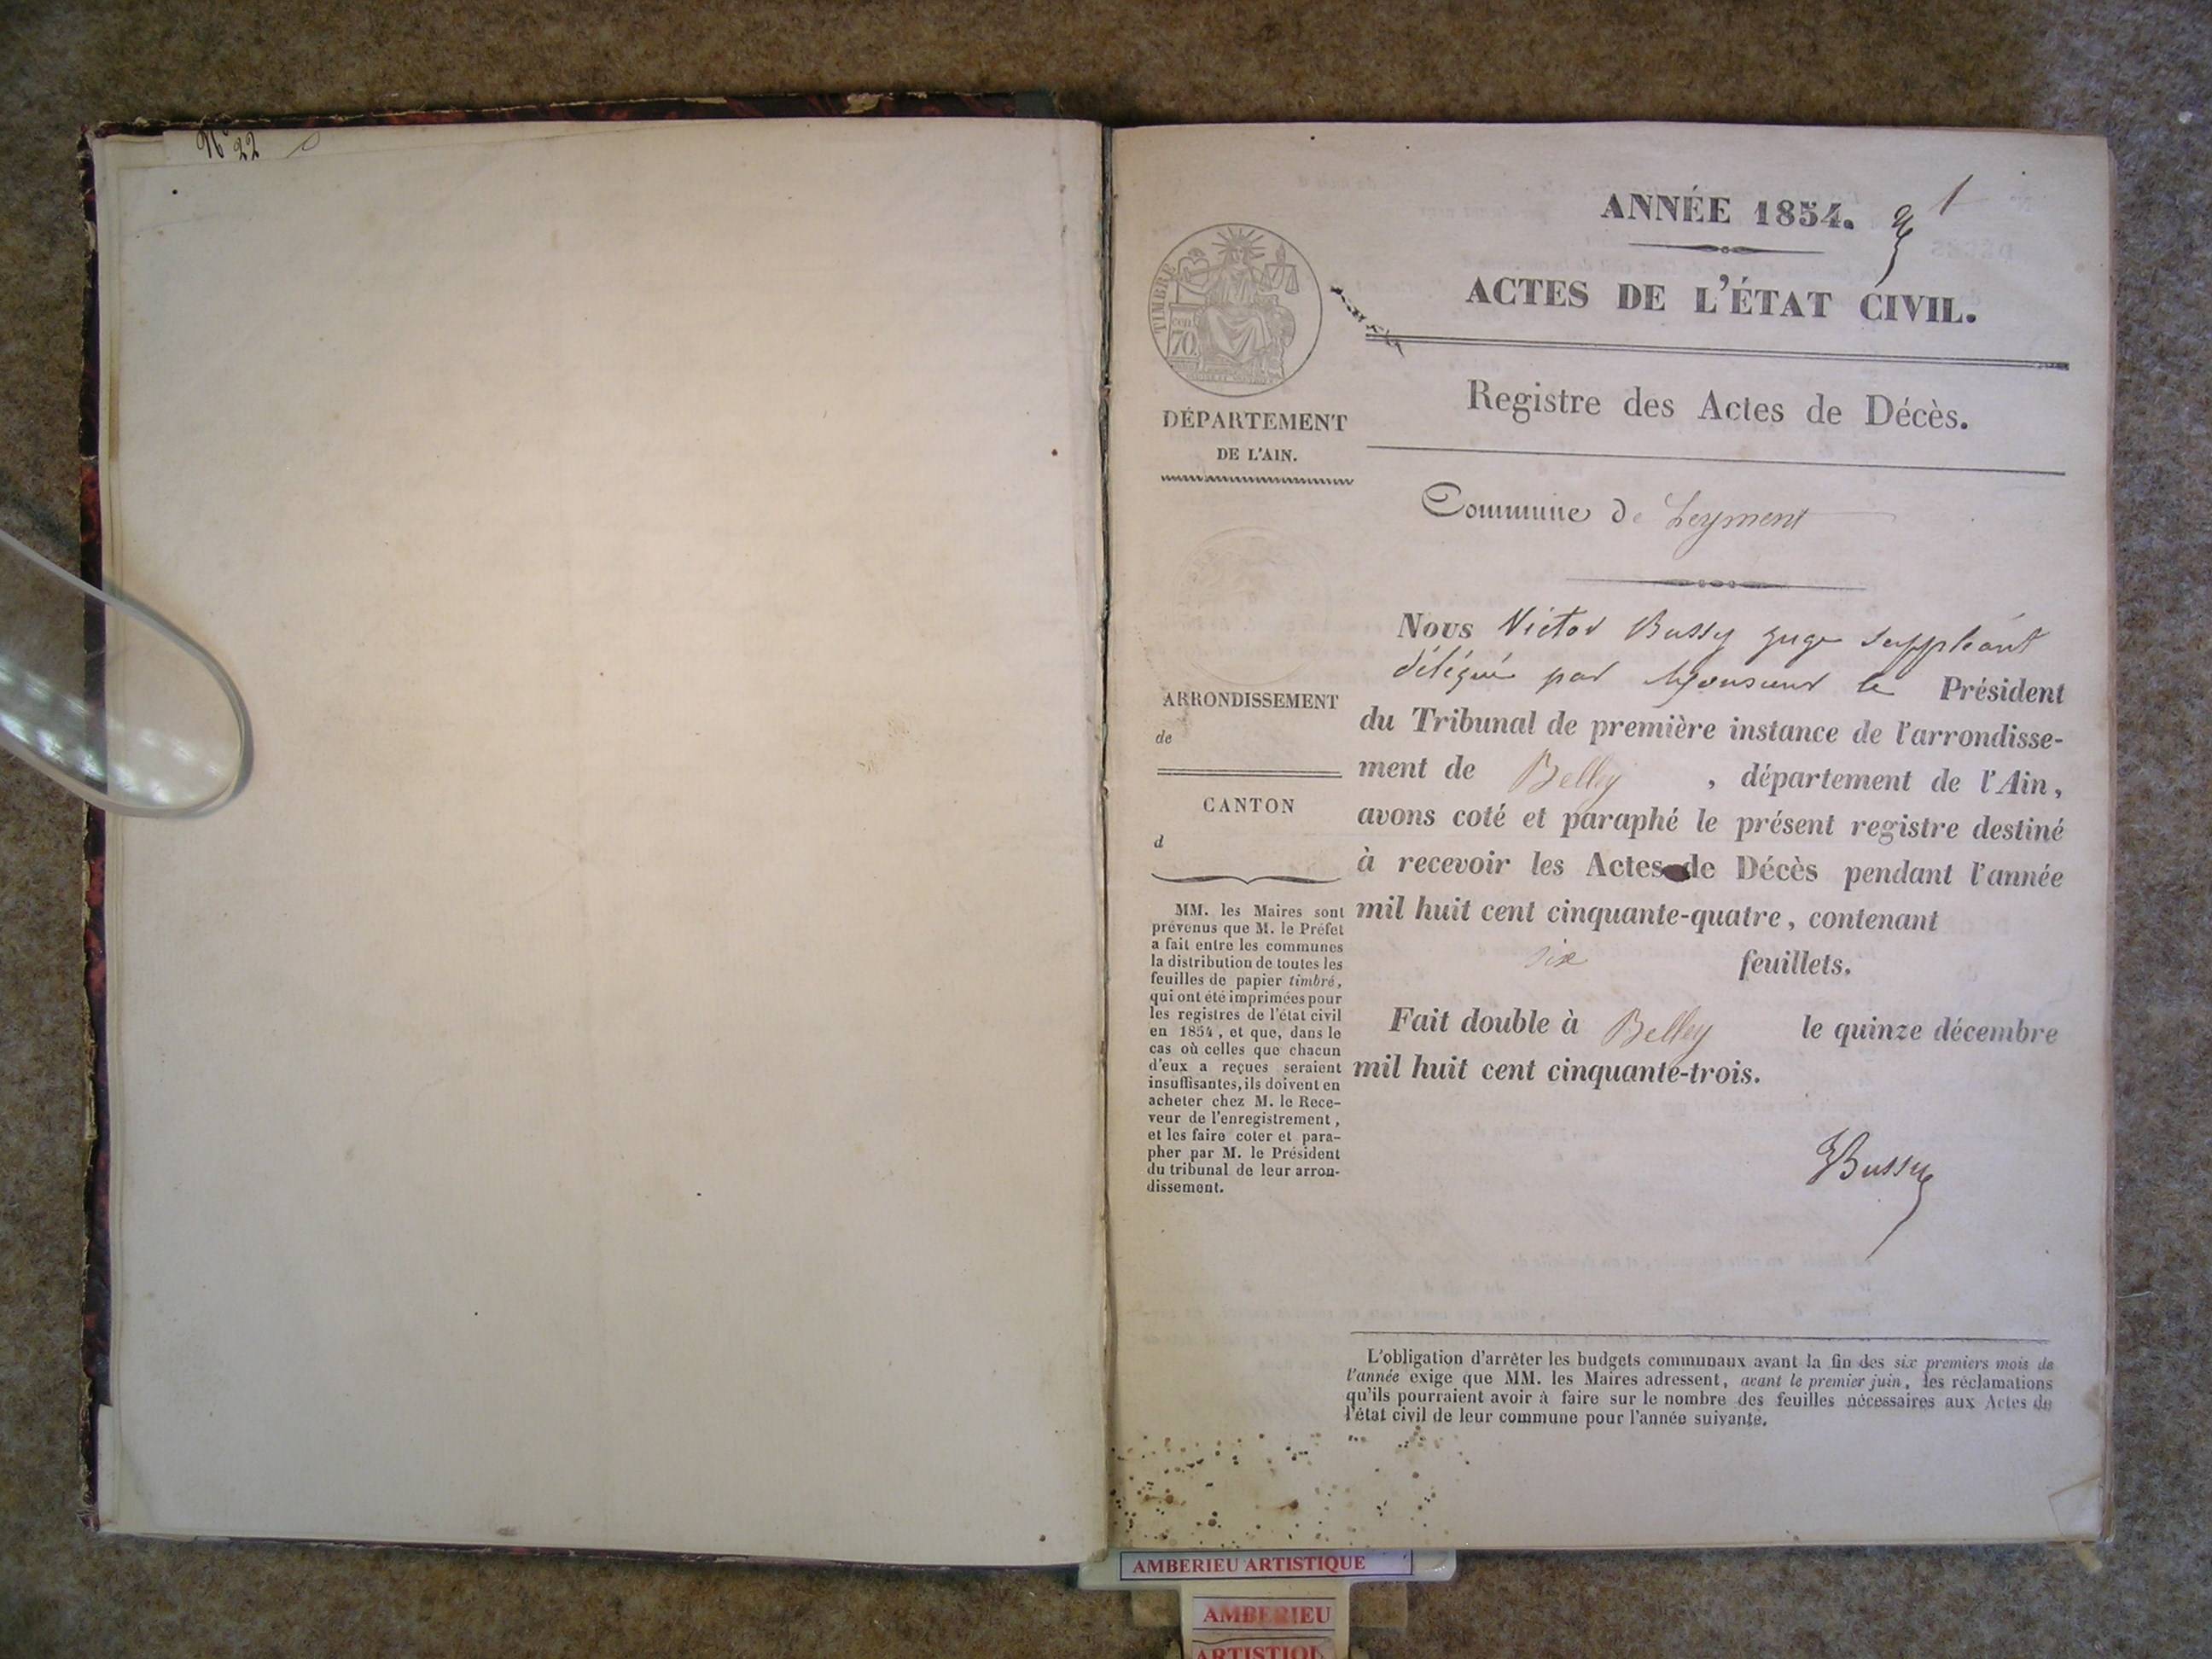 N° 22
ANNÉE 1854. 1
ACTES DE L'ÉTAT CIVIL.
Registre des Actes de Décès.
Commune de Leyment
TIMBRE
70
DÉPARTEMENT
DE L'AIN.
ARRONDISSEMENT
de
CANTON
d
MM. les Maires sont
prévenus que M. le Préfet
a fait entre les communes
la distribution de toutes les
feuilles de papier timbré,
qui ont été imprimées pour
les registres de l'état civil
en 1854, et que, dans le
cas où celles que chacun
d'eux a reçues seraient
insuffisantes, ils doivent en
acheter chez M. le Rece-
veur de l'enregistrement,
et les faire coter et para-
pher par M. le Président
du tribunal de leur arron-
dissement.
Nous Victor Bussy juge suppléant
délégué par Monsieur le Président
du Tribunal de première instance de l'arrondisse-
ment de Belley, département de l'Ain,
avons coté et paraphé le présent registre destiné
à recevoir les Actes de Décès pendant l'année
mil huit cent cinquante-quatre, contenant
six feuillets.
Fait double à Belley le quinze décembre
mil huit cent cinquante-trois.
VBussy
L'obligation d'arrêter les budgets communaux avant la fin des six premiers mois de
l'année exige que MM. les Maires adressent, avant le premier juin, les réclamations
qu'ils pourraient avoir à faire sur le nombre des feuilles nécessaires aux Actes de
l'état civil de leur commune pour l'année suivante.
AMBERIEU ARTISTIQUE
AMBERIEU